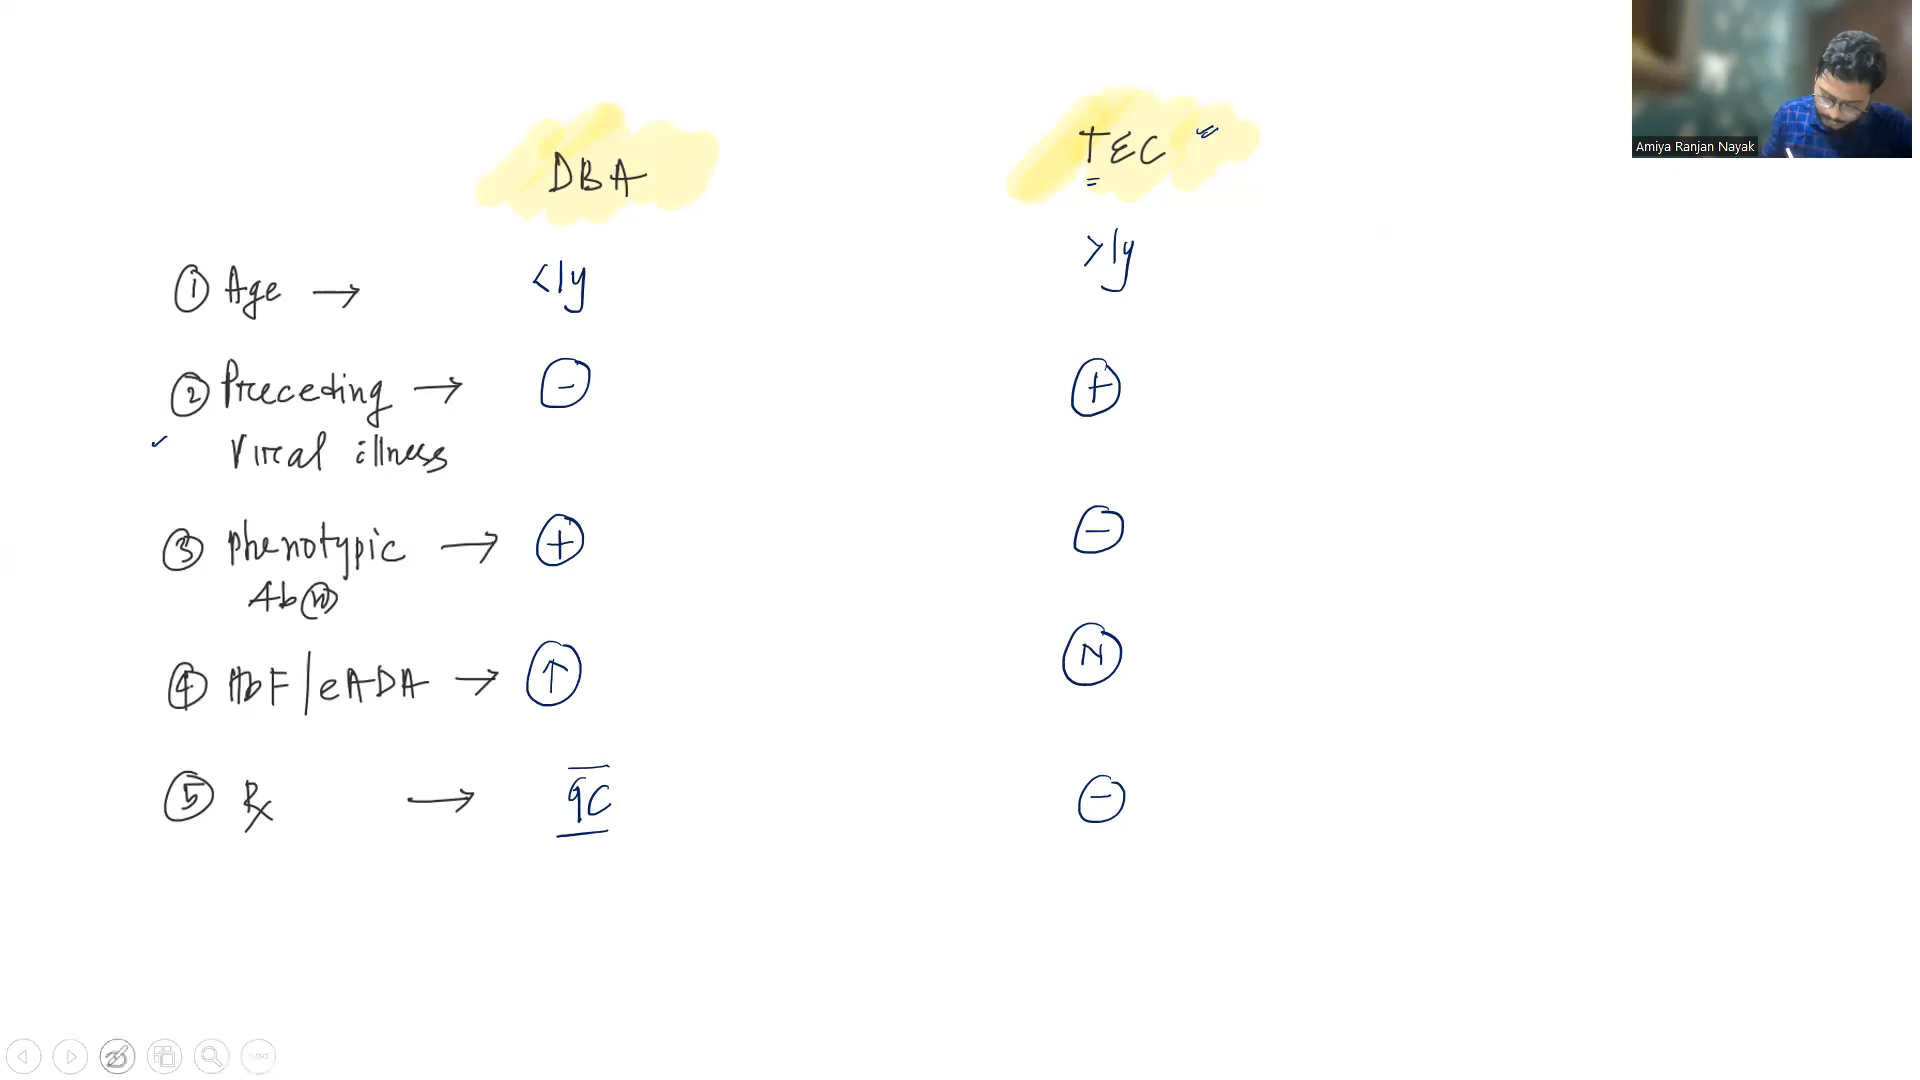 Amiya Ranjan Nayak
DBA TEC
① Age → <1y >1y
② Preceding → ⊖ ⊕
Viral illness
③ Phenotypic → ⊕ ⊖
Ab(N)
④ HbF/eADA → ↑ N
⑤ Rx → ⊖